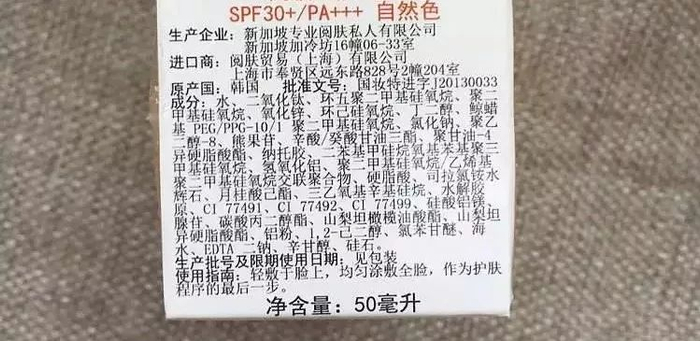 SPF30+/PA+++ 自然色
生产企业：新加坡专业阅肤私人有限公司
新加坡加冷坊16幢06-33室
进口商：阅肤贸易（上海）有限公司
上海市奉贤区远东路828号2幢204室
原产国：韩国 批准文号：国妆特进字J20130033
成分：水、二氧化钛、环五聚二甲基硅氧烷、聚二
甲基硅氧烷、氧化锌、环己硅氧烷、丁二醇、鲸蜡
基 PEG/PPG-10/1 聚二甲基硅氧烷、氯化钠、聚乙
二醇-8、熊果苷、辛酸/癸酸甘油三酯、聚甘油-4
异硬脂酸酯、纳托胶、二苯基甲硅烷氧基苯基聚三
甲基硅氧烷、氢氧化铝、聚二甲基硅氧烷/乙烯基
聚二甲基硅氧烷交联聚合物、硬脂酸、司拉氯铵水
辉石、月桂酸己酯、三乙氧基辛基硅烷、水解胶
原、CI 77491、CI 77492、CI 77499、硅酸铝镁、
腺苷、碳酸丙二醇酯、山梨坦橄榄油酸酯、山梨坦
异硬脂酸酯、铝粉、1,2-己二醇、氯苯甘醚、海
水、EDTA 二钠、辛甘醇、硅石。
生产批号及限期使用日期：见包装
使用指南：轻敷于脸上，均匀涂敷全脸，作为护肤
程序的最后一步。
净含量：50毫升